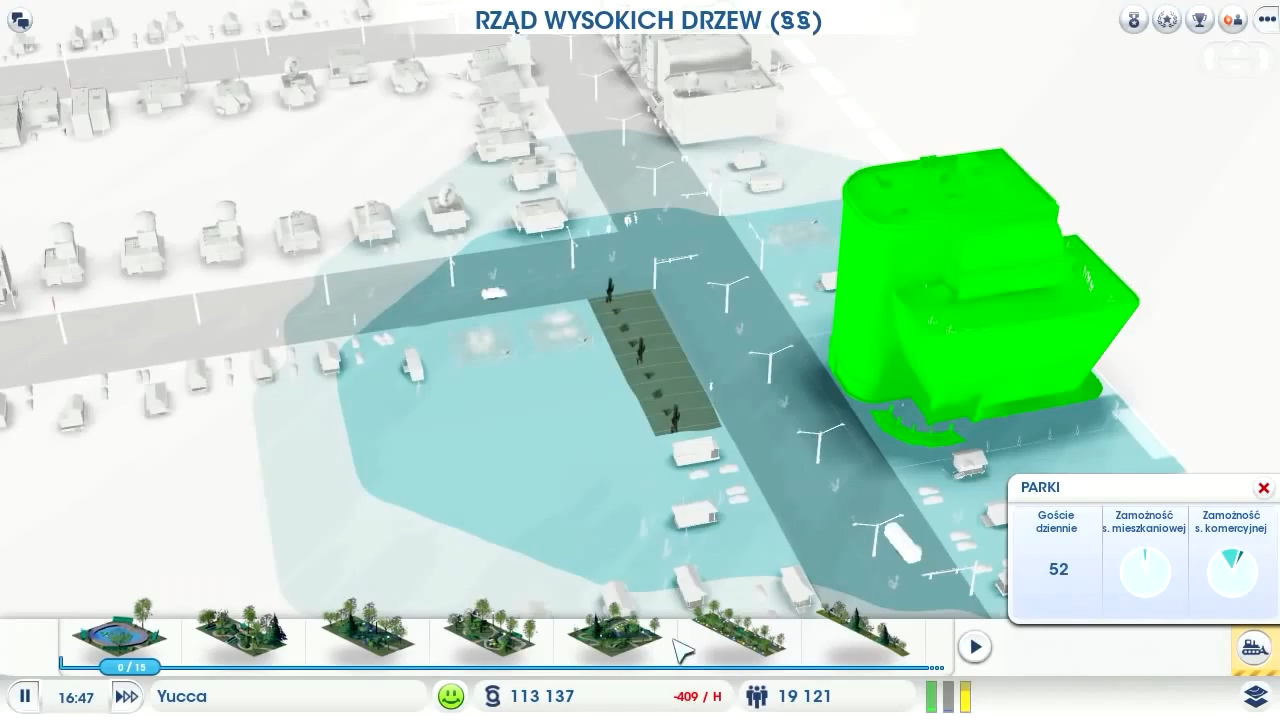 RZĄD WYSOKICH DRZEW (§§)
PARKI
Goście
dziennie
Zamożność
s. mieszkaniowej
Zamożność
s. komercyjnej
52
0 / 15
16:47
Yucca
113 137
-409 / H
19 121